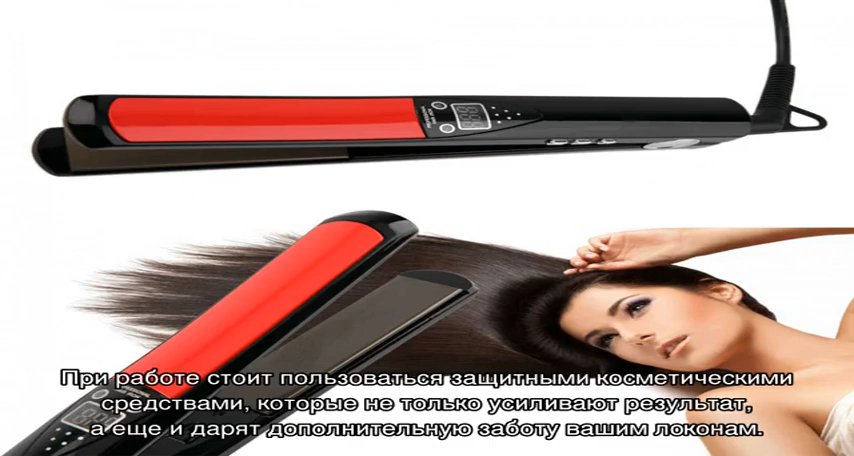 При работе стоит пользоваться защитными косметическими
средствами, которые не только усиливают результат,
а еще и дарят дополнительную заботу вашим локонам.